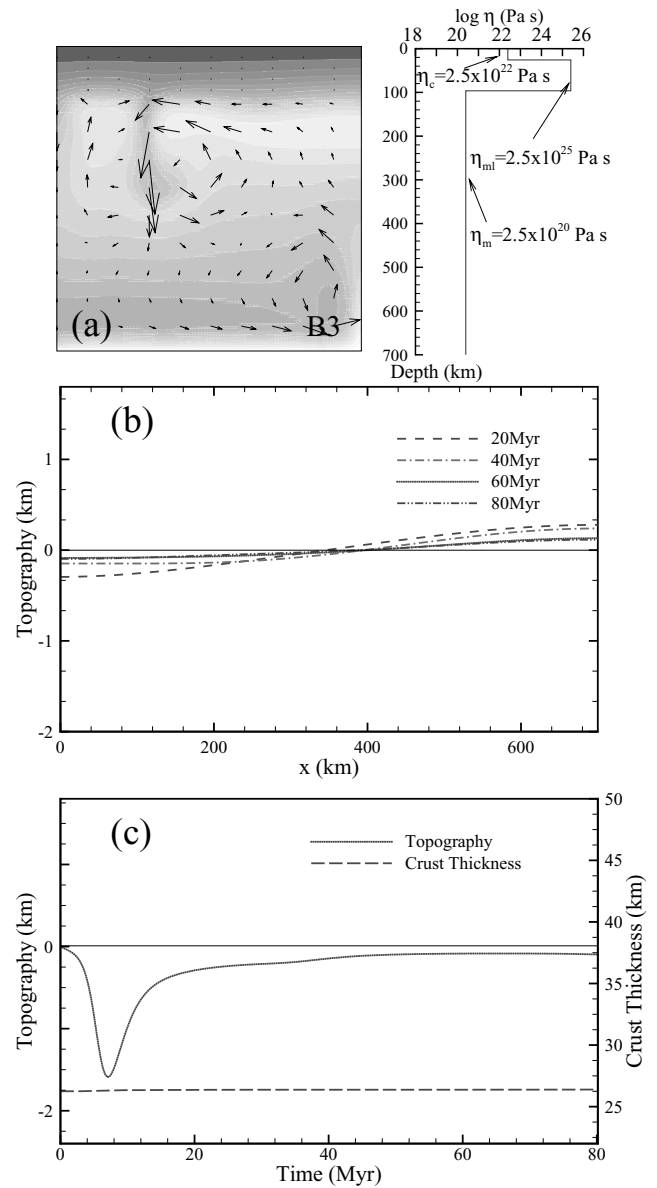 log η (Pa s)
18 20 22 24 26
0
η_c=2.5x10^22 Pa s
100
200
η_ml=2.5x10^25 Pa s
300
400
η_m=2.5x10^20 Pa s
500
600
700
Depth (km)
(a)
B3
(b)
20Myr
40Myr
60Myr
80Myr
1
0
-1
-2
Topography (km)
0 200 400 600
x (km)
(c)
Topography
Crust Thickness
0
-2
Topography (km)
50
45
40
35
30
25
Crust Thickness (km)
0 20 40 60 80
Time (Myr)